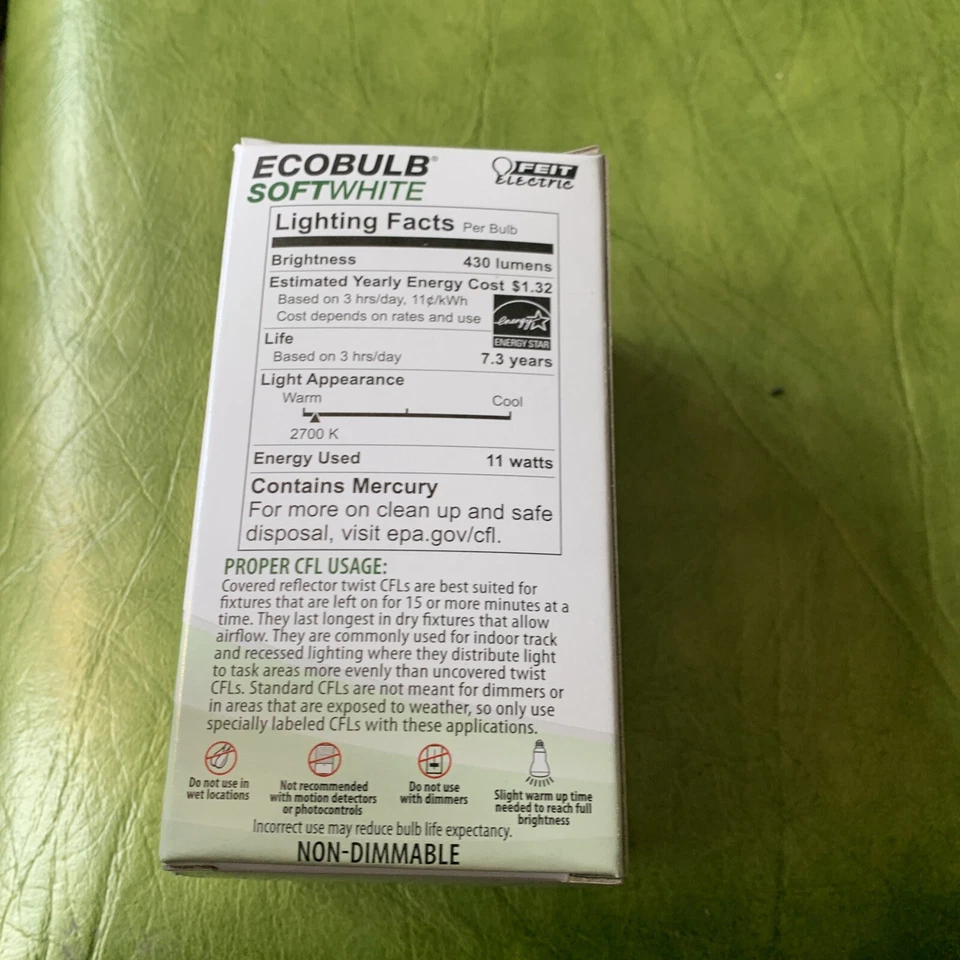 ECOBULB®
SOFTWHITE
FEIT
Electric
Lighting Facts Per Bulb
Brightness 430 lumens
Estimated Yearly Energy Cost $1.32
Based on 3 hrs/day, 11¢/kWh
Cost depends on rates and use
energy
ENERGY STAR
Life
Based on 3 hrs/day 7.3 years
Light Appearance
Warm Cool
2700 K
Energy Used 11 watts
Contains Mercury
For more on clean up and safe
disposal, visit epa.gov/cfl.
PROPER CFL USAGE:
Covered reflector twist CFLs are best suited for
fixtures that are left on for 15 or more minutes at a
time. They last longest in dry fixtures that allow
airflow. They are commonly used for indoor track
and recessed lighting where they distribute light
to task areas more evenly than uncovered twist
CFLs. Standard CFLs are not meant for dimmers or
in areas that are exposed to weather, so only use
specially labeled CFLs with these applications.
Do not use in
wet locations
Not recommended
with motion detectors
or photocontrols
Do not use
with dimmers
Slight warm up time
needed to reach full
brightness
Incorrect use may reduce bulb life expectancy.
NON-DIMMABLE